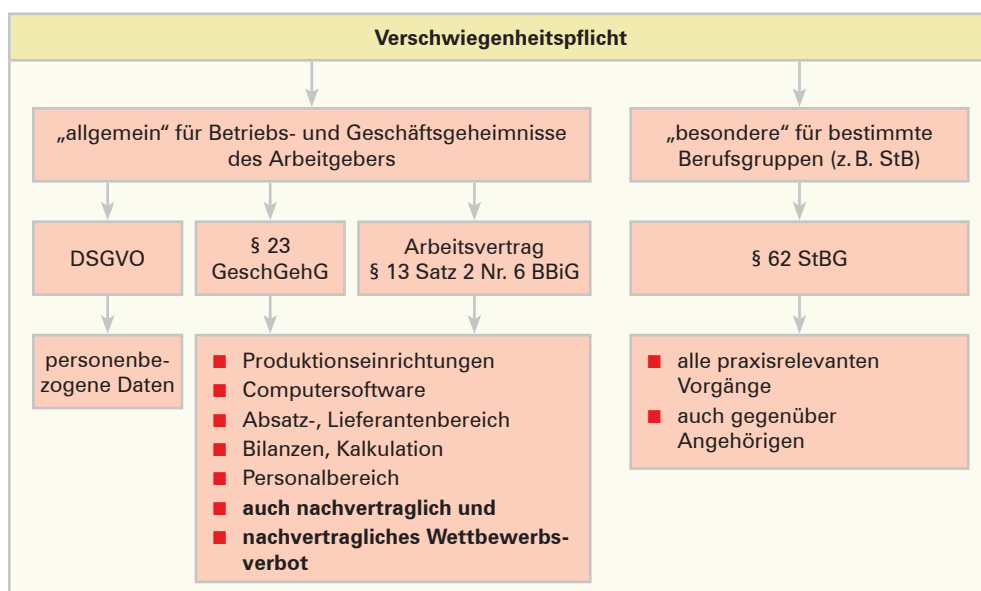 Verschwiegenheitspflicht
„allgemein“ für Betriebs- und Geschäftsgeheimnisse
des Arbeitgebers
„besondere“ für bestimmte
Berufsgruppen (z. B. StB)
DSGVO
§ 23
GeschGehG
Arbeitsvertrag
§ 13 Satz 2 Nr. 6 BBiG
§ 62 StBG
personenbe-
zogene Daten
■ Produktionseinrichtungen
■ Computersoftware
■ Absatz-, Lieferantenbereich
■ Bilanzen, Kalkulation
■ Personalbereich
■ auch nachvertraglich und
■ nachvertragliches Wettbewerbs-
verbot
■ alle praxisrelevanten
Vorgänge
■ auch gegenüber
Angehörigen